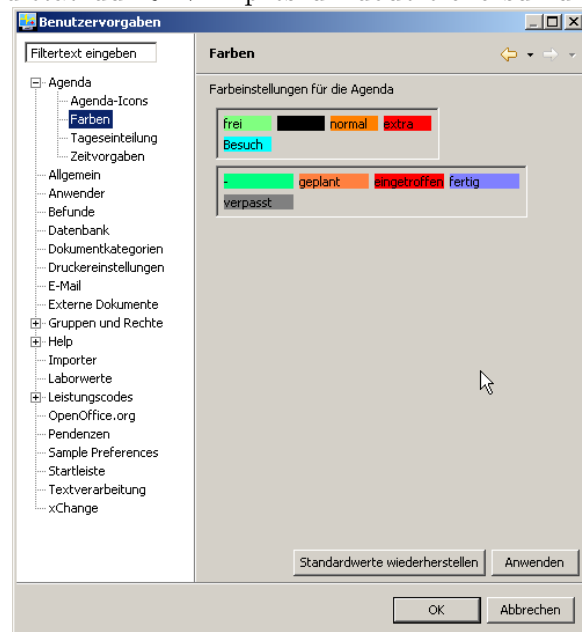 Benutzervorgaben
Filtertext eingeben
Farben
Agenda
Agenda-Icons
Farben
Tageseinteilung
Zeitvorgaben
Allgemein
Anwender
Befunde
Datenbank
Dokumentkategorien
Druckereinstellungen
E-Mail
Externe Dokumente
Gruppen und Rechte
Help
Importer
Laborwerte
Leistungscodes
OpenOffice.org
Pendenzen
Sample Preferences
Startleiste
Textverarbeitung
xChange
Farbeinstellungen für die Agenda
frei normal extra
Besuch
- geplant eingetroffen fertig
verpasst
Standardwerte wiederherstellen Anwenden
OK Abbrechen